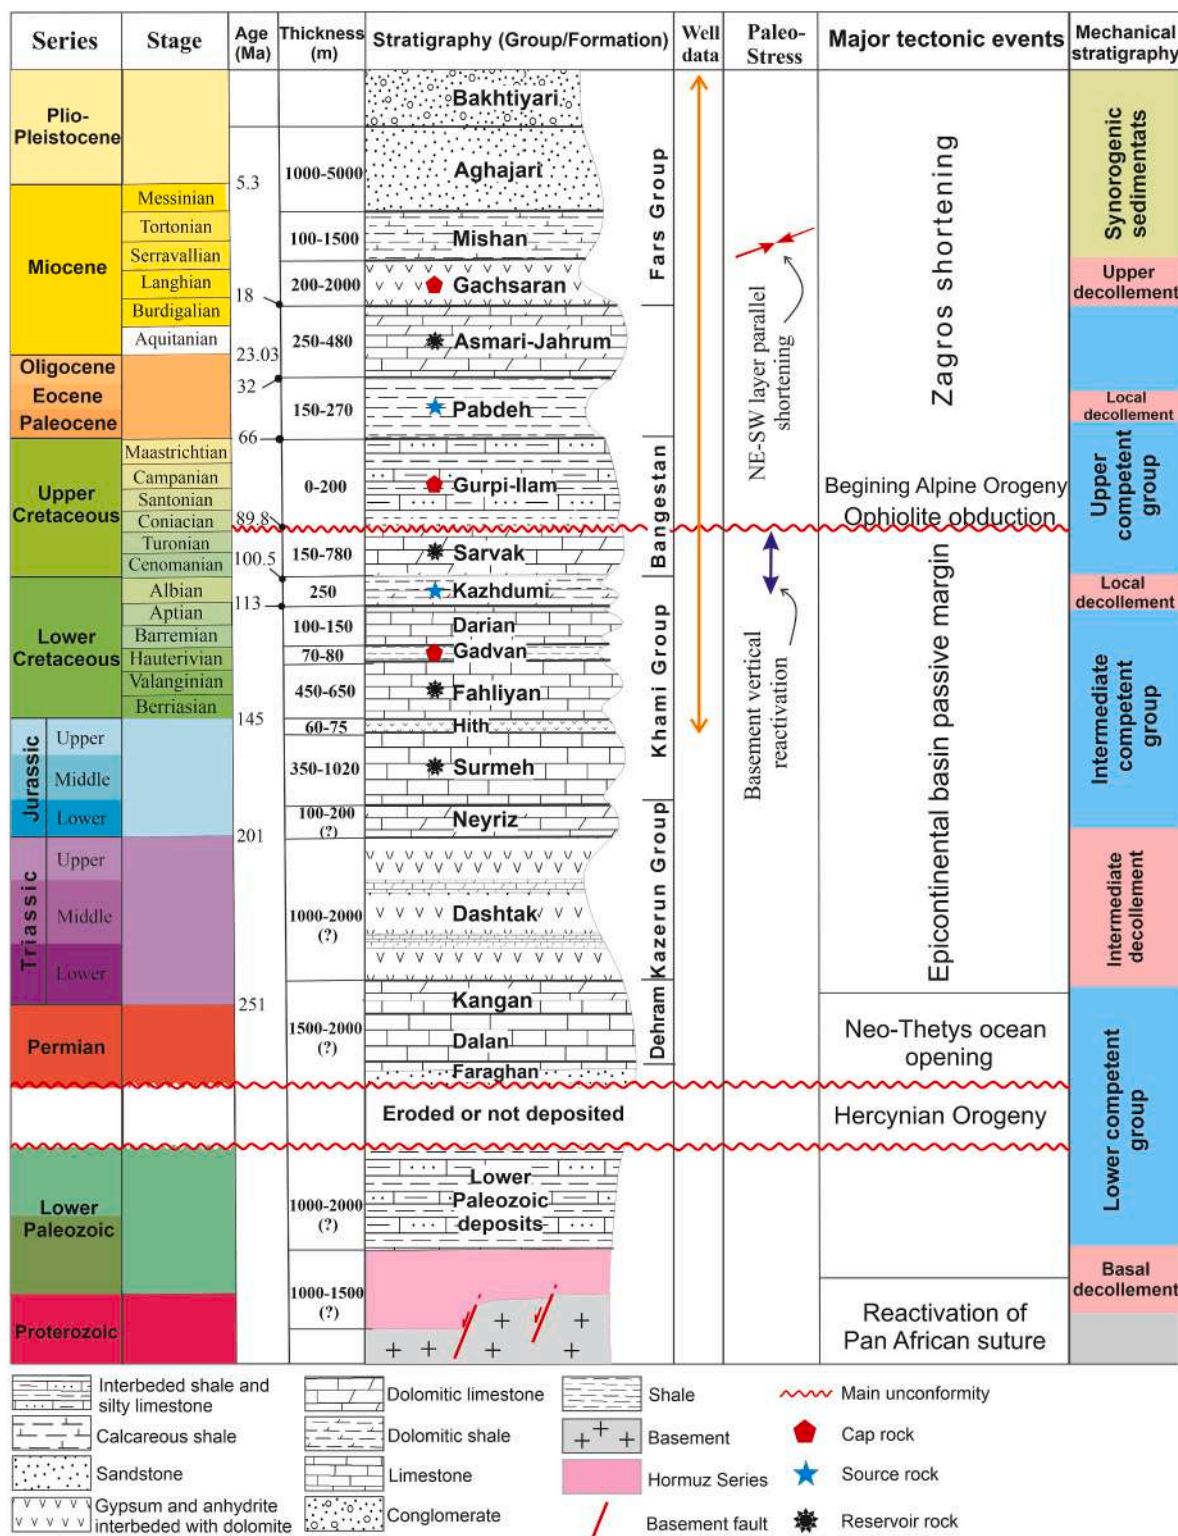 Series
Stage
Age
(Ma)
Thickness
(m)
Stratigraphy (Group/Formation)
Well
data
Paleo-
Stress
Major tectonic events
Mechanical
stratigraphy
Plio-
Pleistocene
Miocene
Oligocene
Eocene
Paleocene
Upper
Cretaceous
Lower
Cretaceous
Jurassic
Upper
Middle
Lower
Triassic
Upper
Middle
Lower
Permian
Lower
Paleozoic
Proterozoic
Messinian
Tortonian
Serravallian
Langhian
Burdigalian
Aquitanian
Maastrichtian
Campanian
Santonian
Coniacian
Turonian
Cenomanian
Albian
Aptian
Barremian
Hauterivian
Valanginian
Berriasian
5.3
18
23.03
32
66
89.8
100.5
113
145
201
251
1000-5000
100-1500
200-2000
250-480
150-270
0-200
150-780
250
100-150
70-80
450-650
60-75
350-1020
100-200
(?)
1000-2000
(?)
1500-2000
(?)
1000-2000
(?)
1000-1500
(?)
Bakhtiyari
Aghajari
Mishan
Gachsaran
Asmari-Jahrum
Pabdeh
Gurpi-Ilam
Sarvak
Kazhdumi
Darian
Gadvan
Fahliyan
Hith
Surmeh
Neyriz
Dashtak
Kangan
Dalan
Faraghan
Eroded or not deposited
Lower
Paleozoic
deposits
Fars Group
Bangestan
Khami Group
Kazerun Group
Dehram
NE-SW layer parallel
shortening
Basement vertical
reactivation
Zagros shortening
Begining Alpine Orogeny
Ophiolite obduction
Epicontinental basin passive margin
Neo-Thetys ocean
opening
Hercynian Orogeny
Reactivation of
Pan African suture
Synorogenic
sedimentats
Upper
decollement
Local
decollement
Upper
competent
group
Local
decollement
Intermediate
competent
group
Intermediate
decollement
Lower competent
group
Basal
decollement
Interbeded shale and
silty limestone
Calcareous shale
Sandstone
Gypsum and anhydrite
interbeded with dolomite
Dolomitic limestone
Dolomitic shale
Limestone
Conglomerate
Shale
Basement
Hormuz Series
Basement fault
Main unconformity
Cap rock
Source rock
Reservoir rock